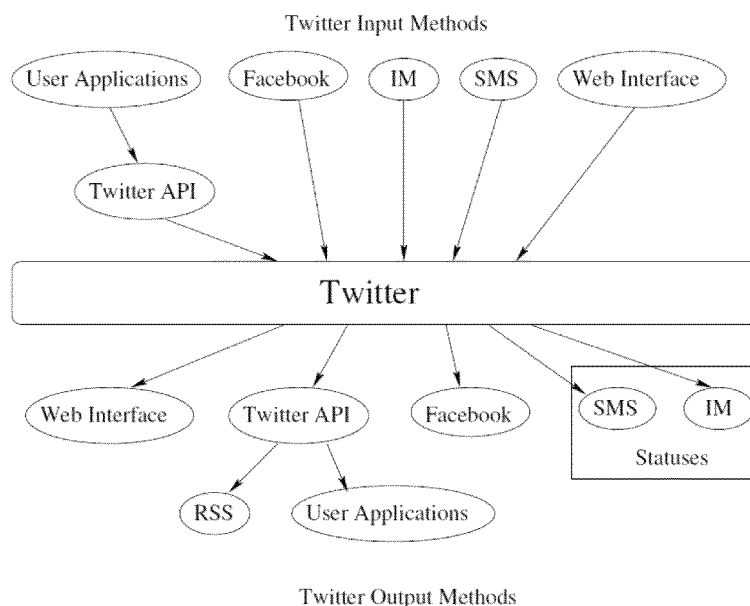 Twitter Input Methods
User Applications
Facebook
IM
SMS
Web Interface
Twitter API
Twitter
Web Interface
Twitter API
Facebook
SMS
IM
Statuses
RSS
User Applications
Twitter Output Methods